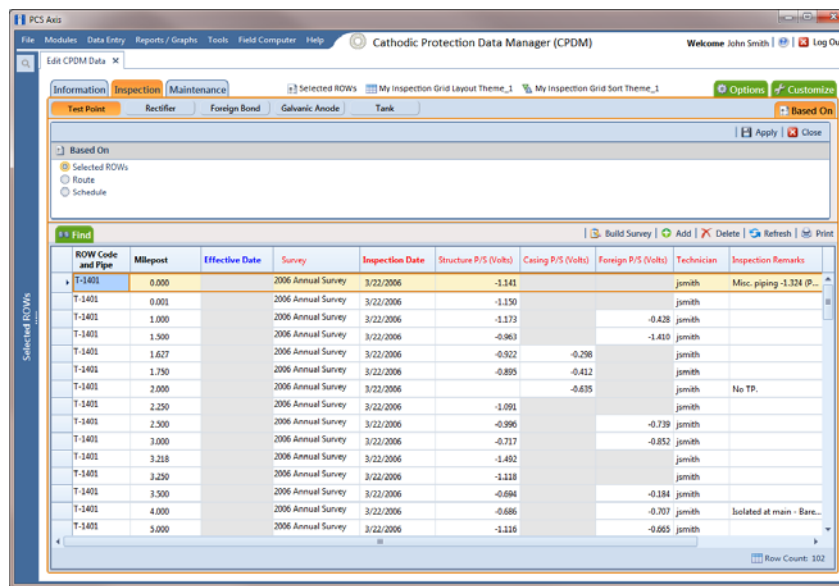 PCS Axis
File Modules Data Entry Reports / Graphs Tools Field Computer Help Cathodic Protection Data Manager (CPDM) Welcome John Smith | Log Ou
Edit CPDM Data
Information Inspection Maintenance Selected ROWs My Inspection Grid Layout Theme_1 My Inspection Grid Sort Theme_1 Options Customize
Test Point Rectifier Foreign Bond Galvanic Anode Tank Based On
Apply | Close
Based On
Selected ROWs
Route
Schedule
Find Build Survey | Add | Delete | Refresh | Print
ROW Code and Pipe Milepost Effective Date Survey Inspection Date Structure P/S (Volts) Casing P/S (Volts) Foreign P/S (Volts) Technician Inspection Remarks
T-1401 0.000 2006 Annual Survey 3/22/2006 -1.141 jsmith Misc. piping -1.324 (P...
T-1401 0.001 2006 Annual Survey 3/22/2006 -1.150 jsmith
T-1401 1.000 2006 Annual Survey 3/22/2006 -1.173 -0.428 jsmith
T-1401 1.500 2006 Annual Survey 3/22/2006 -0.963 -1.410 jsmith
T-1401 1.627 2006 Annual Survey 3/22/2006 -0.922 -0.298 jsmith
T-1401 1.750 2006 Annual Survey 3/22/2006 -0.895 -0.412 jsmith
T-1401 2.000 2006 Annual Survey 3/22/2006 -0.635 jsmith No TP.
T-1401 2.250 2006 Annual Survey 3/22/2006 -1.091 jsmith
T-1401 2.500 2006 Annual Survey 3/22/2006 -0.996 -0.739 jsmith
T-1401 3.000 2006 Annual Survey 3/22/2006 -0.717 -0.852 jsmith
T-1401 3.218 2006 Annual Survey 3/22/2006 -1.492 jsmith
T-1401 3.250 2006 Annual Survey 3/22/2006 -1.118 jsmith
T-1401 3.500 2006 Annual Survey 3/22/2006 -0.694 -0.184 jsmith
T-1401 4.000 2006 Annual Survey 3/22/2006 -0.686 -0.707 jsmith Isolated at main - Bare...
T-1401 5.000 2006 Annual Survey 3/22/2006 -1.116 -0.665 jsmith
Selected ROWs
Row Count: 102